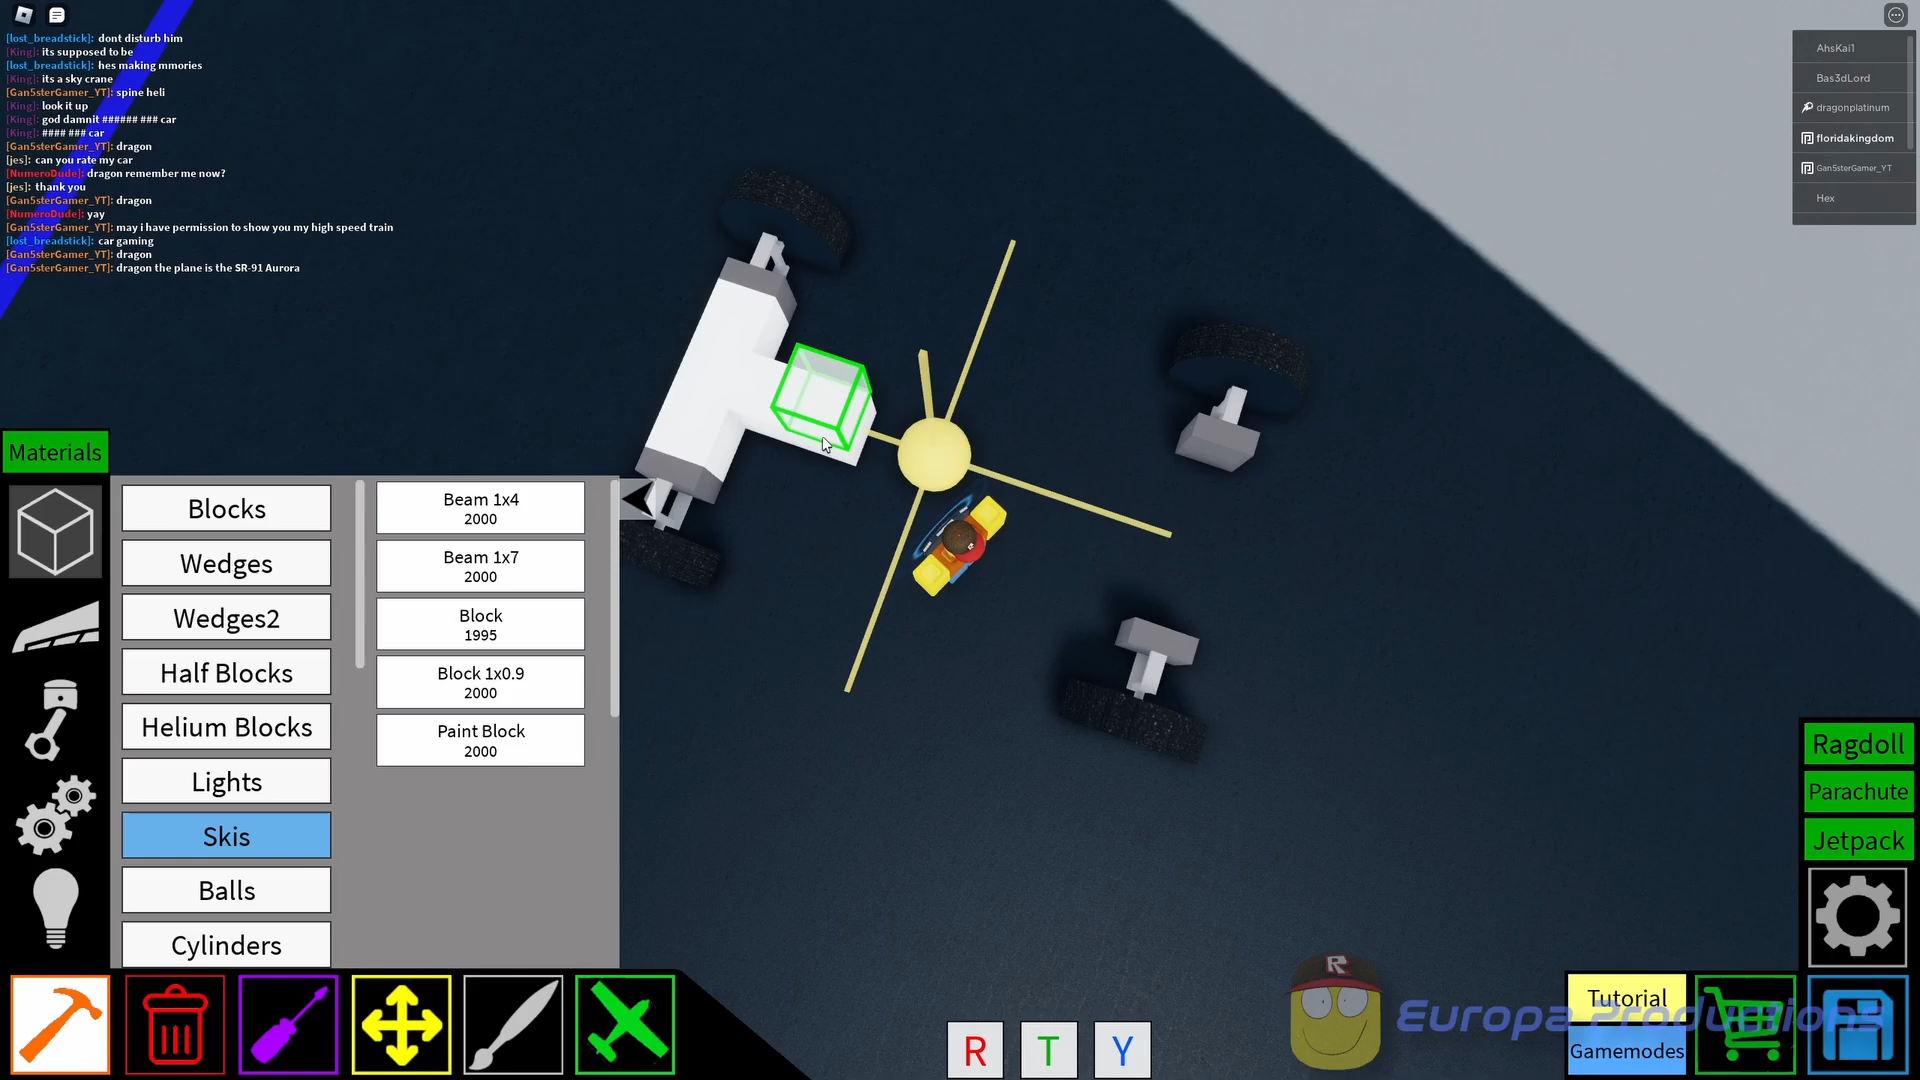 [lost_breadstick]: dont disturb him
[King]: its supposed to be
[lost_breadstick]: hes making mmories
[King]: its a sky crane
[Gan5sterGamer_YT]: spine heli
[King]: look it up
[King]: god damnit ###### ### car
[King]: #### ### car
[Gan5sterGamer_YT]: dragon
[jes]: can you rate my car
[NumeroDude]: dragon remember me now?
[jes]: thank you
[Gan5sterGamer_YT]: dragon
[NumeroDude]: yay
[Gan5sterGamer_YT]: may i have permission to show you my high speed train
[lost_breadstick]: car gaming
[Gan5sterGamer_YT]: dragon
[Gan5sterGamer_YT]: dragon the plane is the SR-91 Aurora
AhsKai1
Bas3dLord
dragonplatinum
floridakingdom
Gan5sterGamer_YT
Hex
Materials
Blocks
Wedges
Wedges2
Half Blocks
Helium Blocks
Lights
Skis
Balls
Cylinders
Beam 1x4
2000
Beam 1x7
2000
Block
1995
Block 1x0.9
2000
Paint Block
2000
Ragdoll
Parachute
Jetpack
R
T
Y
R
Europa Productions
Tutorial
Gamemodes